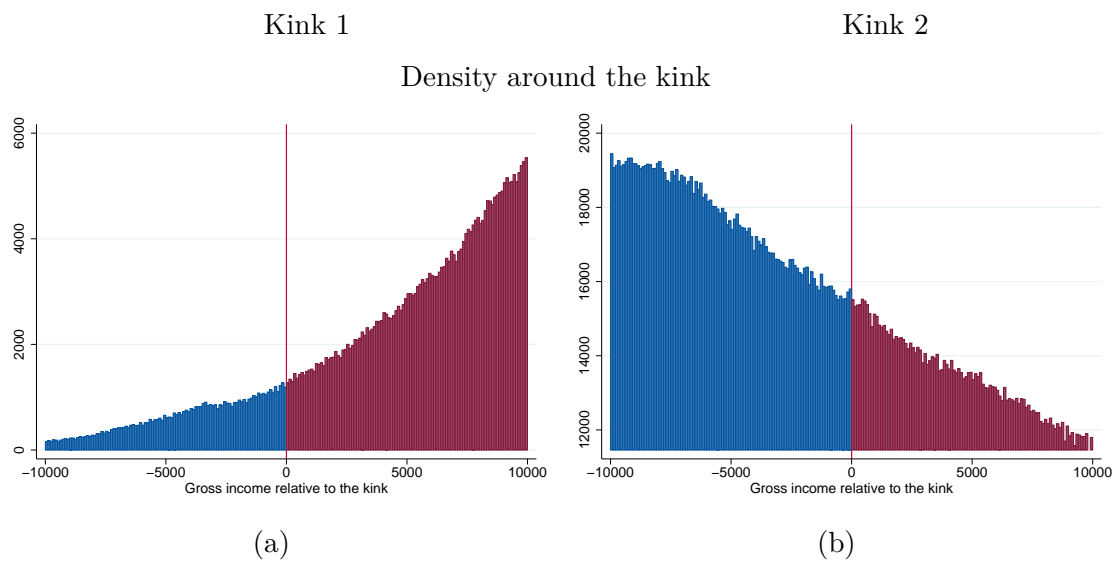 Kink 1
Kink 2
Density around the kink
6000
4000
2000
0
−10000 −5000 0 5000 10000
Gross income relative to the kink
(a)
20000
18000
16000
14000
12000
−10000 −5000 0 5000 10000
Gross income relative to the kink
(b)